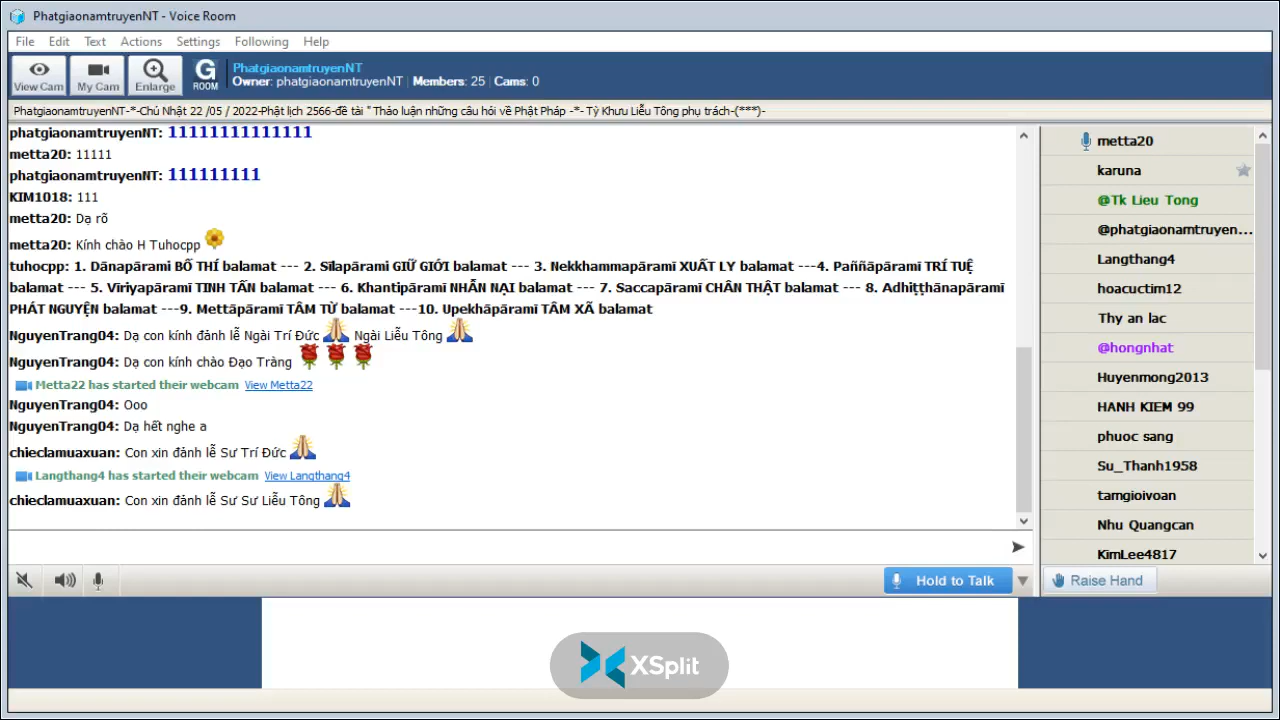 PhatgiaonamtruyenNT - Voice Room
File Edit Text Actions Settings Following Help
View Cam
My Cam
Enlarge
G ROOM
PhatgiaonamtruyenNT
Owner: phatgiaonamtruyenNT | Members: 25 | Cams: 0
PhatgiaonamtruyenNT-*-Chủ Nhật 22 /05 / 2022-Phật lịch 2566-đề tài " Thảo luận những câu hỏi về Phật Pháp -*- Tỳ Khưu Liễu Tông phụ trách-(***)-
phatgiaonamtruyenNT: 11111111111111
metta20: 11111
phatgiaonamtruyenNT: 111111111
KIM1018: 111
metta20: Dạ rõ
metta20: Kính chào H Tuhocpp
tuhocpp: 1. Dānapāramī BỐ THÍ balamat --- 2. Sīlapāramī GIỮ GIỚI balamat --- 3. Nekkhammapāramī XUẤT LY balamat ---4. Paññāpāramī TRÍ TUỆ
balamat --- 5. Vīriyapāramī TINH TẤN balamat --- 6. Khantipāramī NHẪN NẠI balamat --- 7. Saccapāramī CHÂN THẬT balamat --- 8. Adhiṭṭhānapāramī
PHÁT NGUYỆN balamat ---9. Mettāpāramī TÂM TỪ balamat ---10. Upekhapāramī TÂM XẢ balamat
NguyenTrang04: Dạ con kính đảnh lễ Ngài Trí Đức Ngài Liễu Tông
NguyenTrang04: Dạ con kính chào Đạo Tràng
Metta22 has started their webcam View Metta22
NguyenTrang04: Ooo
NguyenTrang04: Dạ hết nghe a
chieclamuaxuan: Con xin đảnh lễ Sư Trí Đức
Langthang4 has started their webcam View Langthang4
chieclamuaxuan: Con xin đảnh lễ Sư Sư Liễu Tông
Hold to Talk
metta20
karuna
@Tk Lieu Tong
@phatgiaonamtruyen...
Langthang4
hoacuctim12
Thy an lac
@hongnhat
Huyenmong2013
HANH KIEM 99
phuoc sang
Su_Thanh1958
tamgioivoan
Nhu Quangcan
KimLee4817
Raise Hand
XSplit